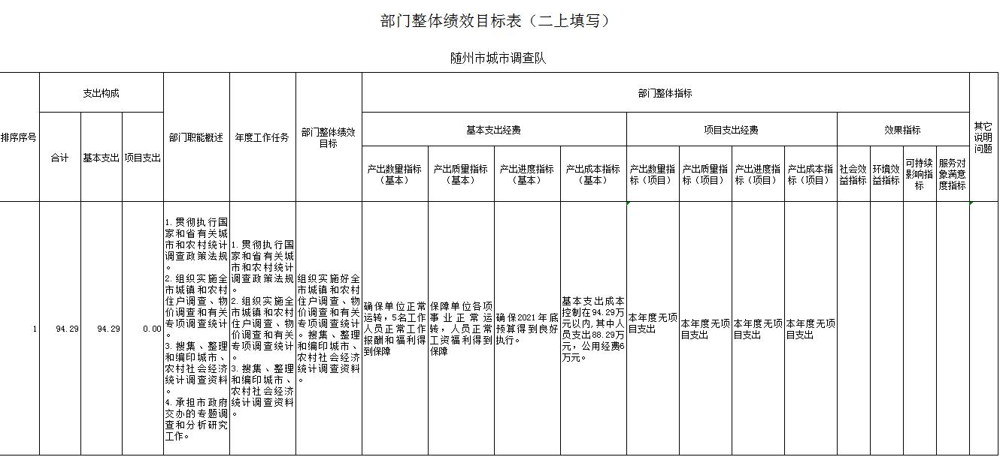 部门整体绩效目标表（二上填写）
随州市城市调查队
排序序号
支出构成
合计
基本支出
项目支出
部门职能概述
年度工作任务
部门整体绩效
目标
部门整体指标
基本支出经费
产出数量指标
（基本）
产出质量指标
（基本）
产出进度指标
（基本）
产出成本指标
（基本）
项目支出经费
产出数量指
标（项目）
产出质量指
标（项目）
产出进度指
标（项目）
产出成本指
标（项目）
效果指标
社会效
益指标
环境效
益指标
可持续
影响指
标
服务对
象满意
度指标
其它
说明
问题
1
94.29
94.29
0.00
1.贯彻执行国
家和省有关城
市和农村统计
调查政策法规
。
2.组织实施全
市城镇和农村
住户调查、物
价调查和有关
专项调查统计
。
3.搜集、整理
和编印城市、
农村社会经济
统计调查资料
。
4.承担市政府
交办的专题调
查和分析研究
工作。
1.贯彻执行国
家和省有关城
市和农村统计
调查政策法规
。
2.组织实施全
市城镇和农村
住户调查、物
价调查和有关
专项调查统计
。
3.搜集、整理
和编印城市、
农村社会经济
统计调查资料
。
组织实施好全
市城镇和农村
住户调查、物
价调查和有关
专项调查统计
。搜集、整理
和编印城市、
农村社会经济
统计调查资料
。
确保单位正常
运转，5名工作
人员正常工作
报酬和福利得
到保障
保障单位各项
事业正常运
转，人员正常
工资福利得到
保障
确保2021年底
预算得到良好
执行。
基本支出成本
控制在94.29万
元以内,其中人
员支出88.29万
元，公用经费6
万元。
本年度无项
目支出
本年度无项
目支出
本年度无项
目支出
本年度无项
目支出